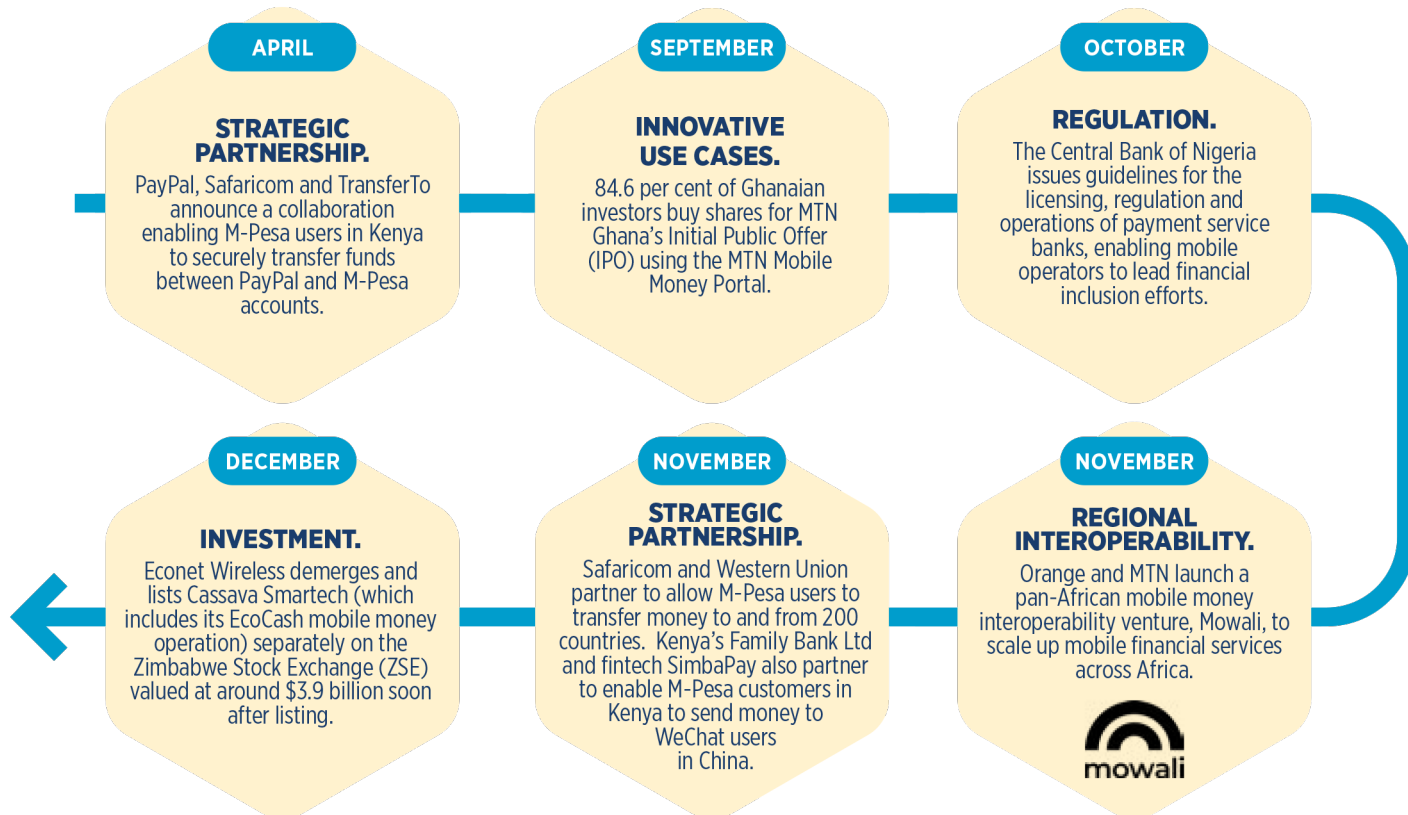 APRIL
STRATEGIC
PARTNERSHIP.
PayPal, Safaricom and TransferTo
announce a collaboration
enabling M-Pesa users in Kenya
to securely transfer funds
between PayPal and M-Pesa
accounts.
SEPTEMBER
INNOVATIVE
USE CASES.
84.6 per cent of Ghanaian
investors buy shares for MTN
Ghana's Initial Public Offer
(IPO) using the MTN Mobile
Money Portal.
OCTOBER
REGULATION.
The Central Bank of Nigeria
issues guidelines for the
licensing, regulation and
operations of payment service
banks, enabling mobile
operators to lead financial
inclusion efforts.
NOVEMBER
REGIONAL
INTEROPERABILITY.
Orange and MTN launch a
pan-African mobile money
interoperability venture, Mowali, to
scale up mobile financial services
across Africa.
mowali
NOVEMBER
STRATEGIC
PARTNERSHIP.
Safaricom and Western Union
partner to allow M-Pesa users to
transfer money to and from 200
countries. Kenya's Family Bank Ltd
and fintech SimbaPay also partner
to enable M-Pesa customers in
Kenya to send money to
WeChat users
in China.
DECEMBER
INVESTMENT.
Econet Wireless demerges and
lists Cassava Smartech (which
includes its EcoCash mobile money
operation) separately on the
Zimbabwe Stock Exchange (ZSE)
valued at around $3.9 billion soon
after listing.